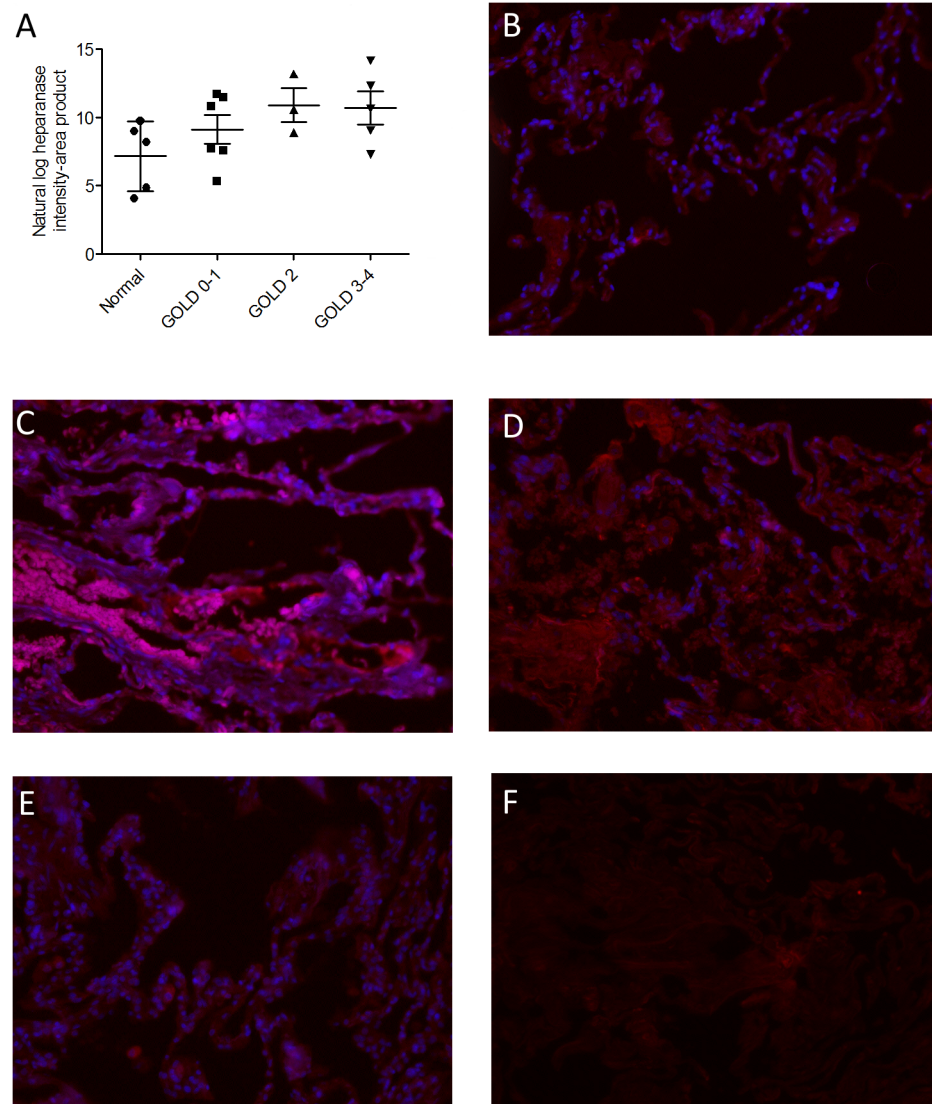 A
Natural log heparanase
intensity-area product
15
10
5
0
Normal
GOLD 0-1
GOLD 2
GOLD 3-4
B
C
D
E
F